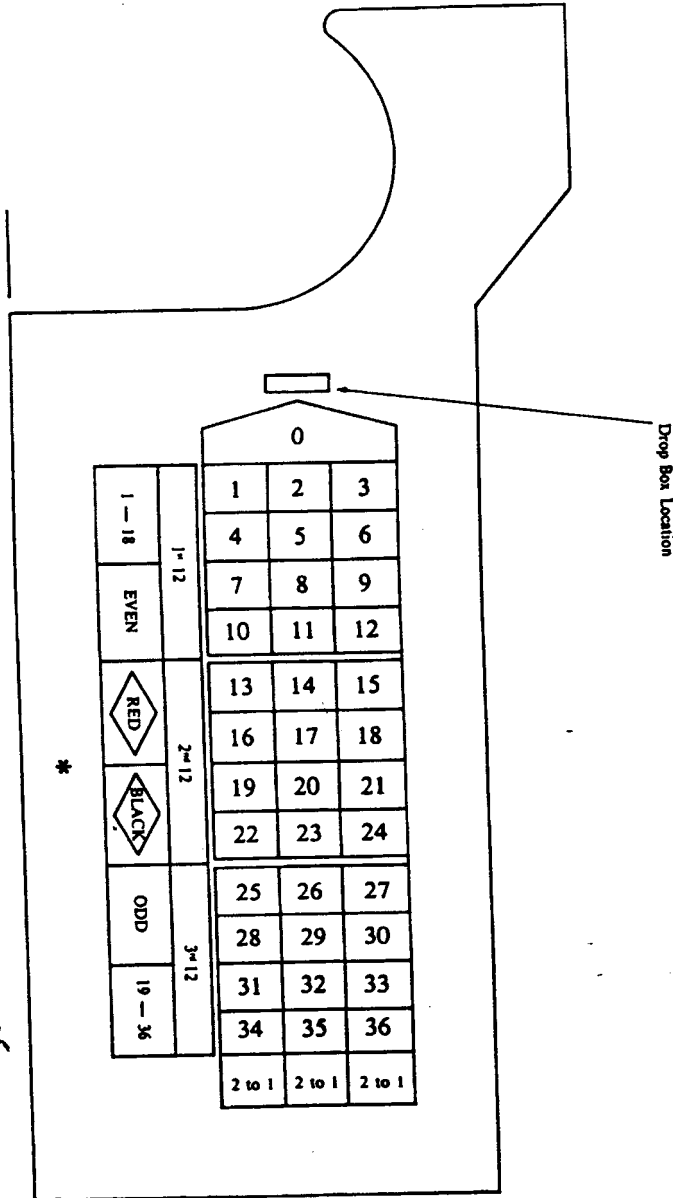 Drop Box Location
0
1 2 3
4 5 6
7 8 9
10 11 12
13 14 15
16 17 18
19 20 21
22 23 24
25 26 27
28 29 30
31 32 33
34 35 36
2 to 1 2 to 1 2 to 1
1st 12
2nd 12
3rd 12
1 — 18
EVEN
RED
BLACK
ODD
19 — 36
*